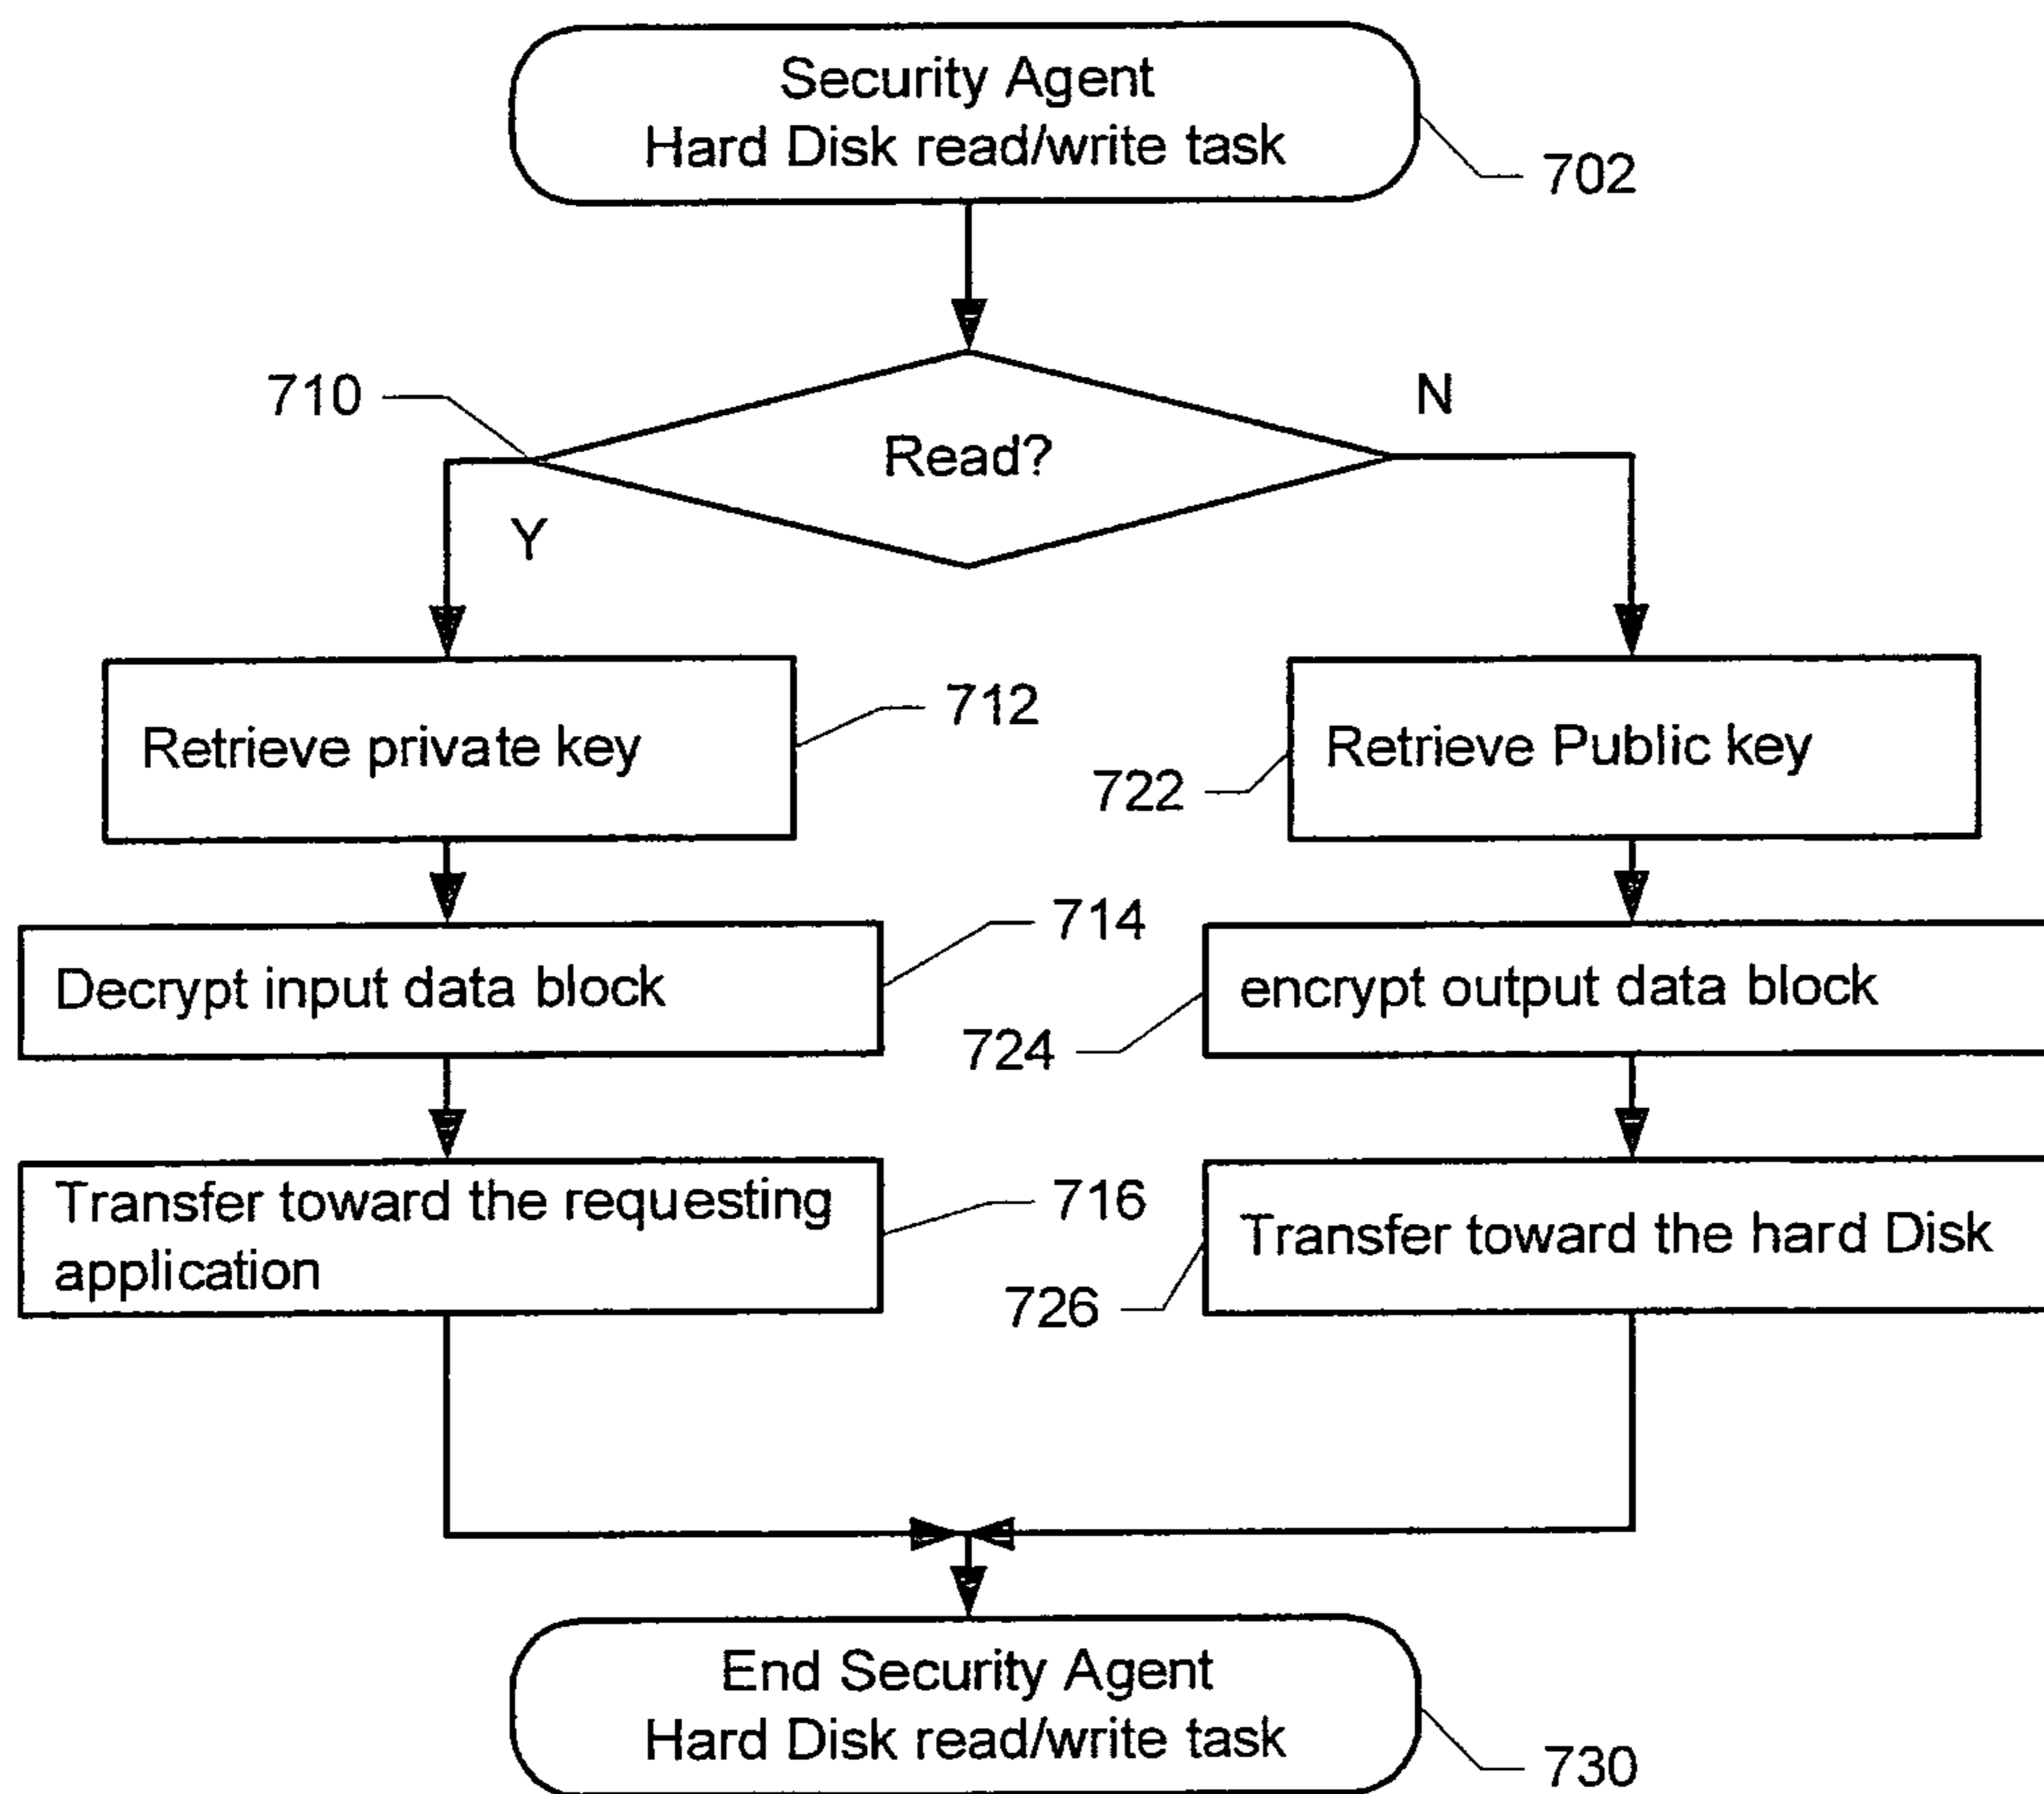 Security Agent
Hard Disk read/write task
702
710
N
Read?
Y
Retrieve private key
712
Retrieve Public key
722
Decrypt input data block
714
encrypt output data block
724
Transfer toward the requesting
application
716
Transfer toward the hard Disk
726
End Security Agent
Hard Disk read/write task
730